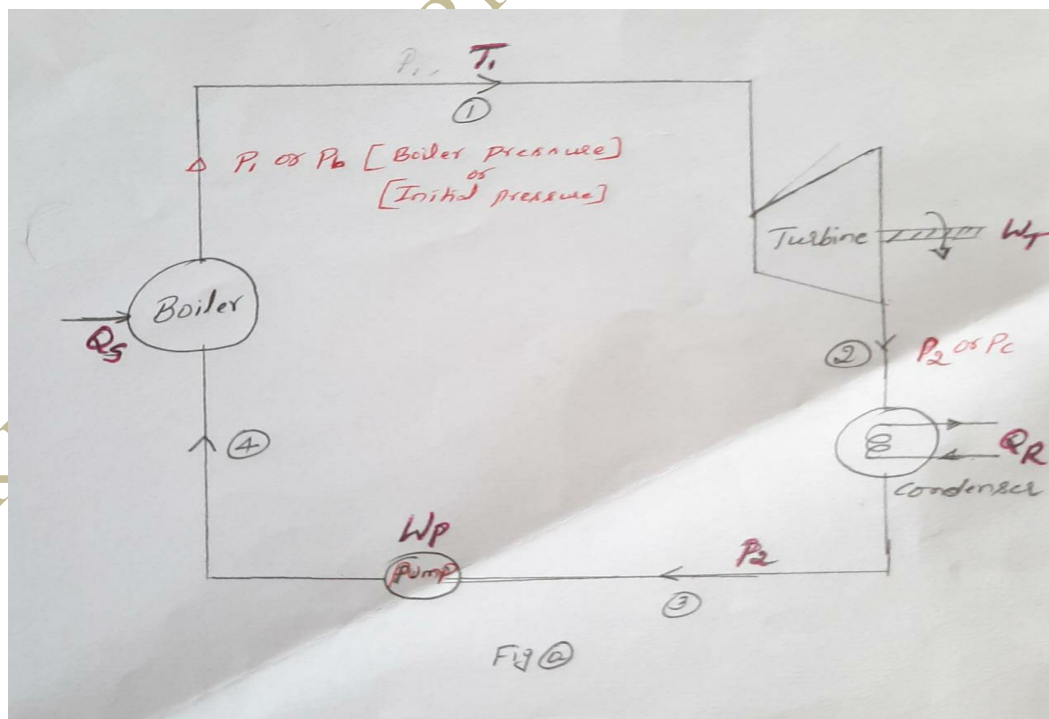 P1, T1
①
P1 or Pb [Boiler pressure]
or
[Initial pressure]
Turbine
WT
Boiler
QS
②
P2 or Pc
④
QR
Condenser
WP
Pump
P2
③
Fig ⓐ